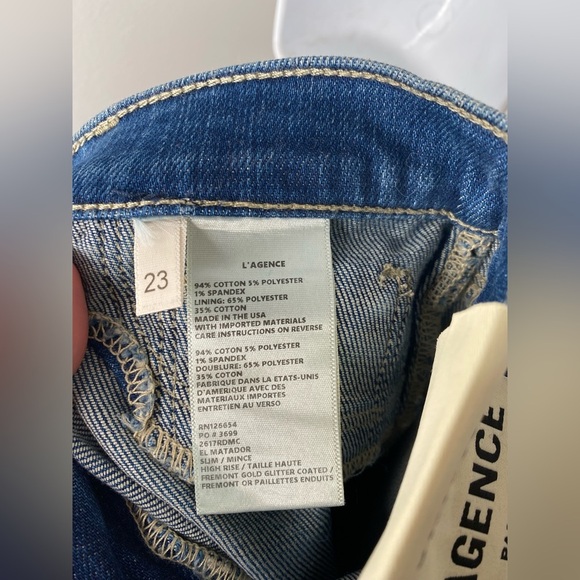 23
L'AGENCE
94% COTTON 5% POLYESTER
1% SPANDEX
LINING: 65% POLYESTER
35% COTTON
MADE IN THE USA
WITH IMPORTED MATERIALS
CARE INSTRUCTIONS ON REVERSE
94% COTON 5% POLYESTER
1% SPANDEX
DOUBLURE: 65% POLYESTER
35% COTON
FABRIQUE DANS LA ETATS-UNIS
D'AMERIQUE AVEC DES
MATERIAUX IMPORTES
ENTRETIEN AU VERSO
RN125654
PO # 3699
2617RDMC
EL MATADOR
SLIM / MINCE
HIGH RISE / TAILLE HAUTE
FREMONT GOLD GLITTER COATED /
FREMONT OR PAILLETTES ENDUITS
AGENCE